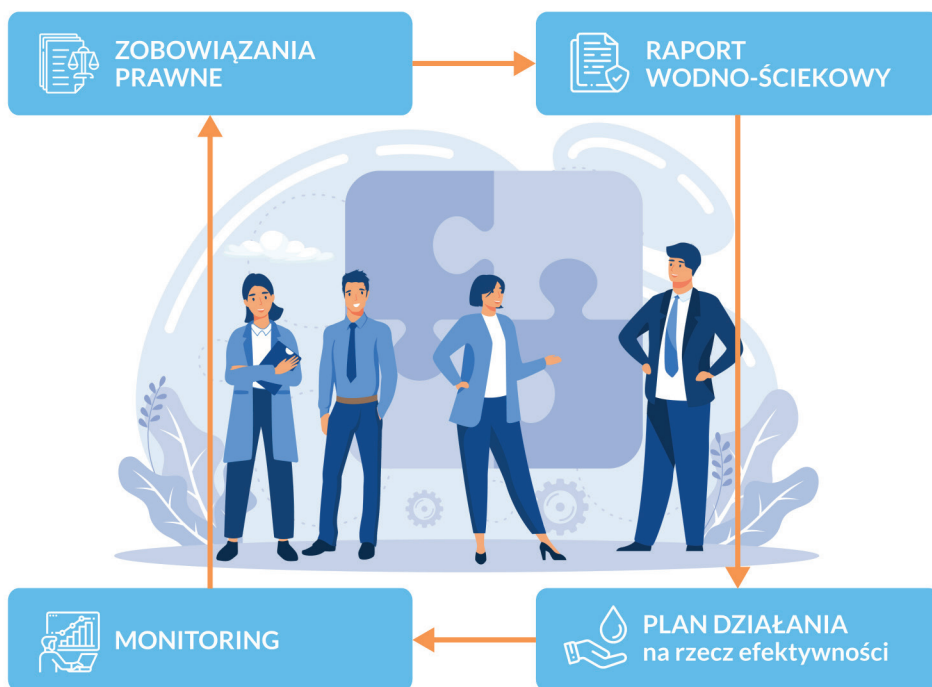 ZOBOWIĄZANIA
PRAWNE
RAPORT
WODNO-ŚCIEKOWY
MONITORING
PLAN DZIAŁANIA
na rzecz efektywności